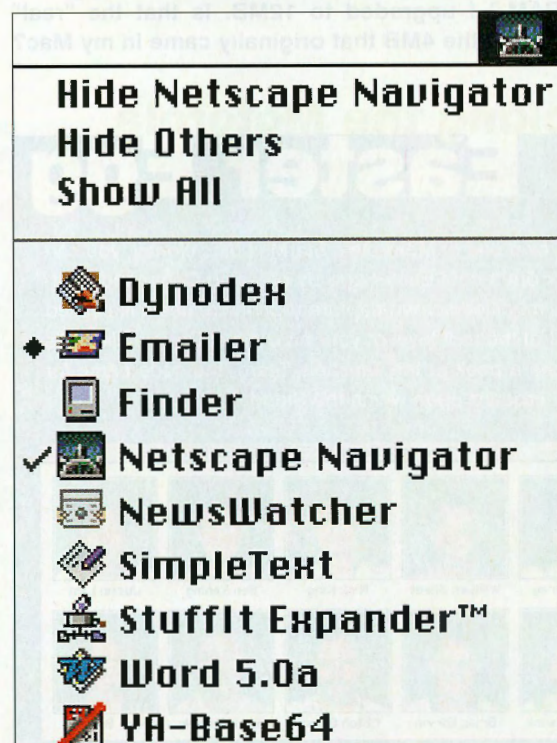 Hide Netscape Navigator
Hide Others
Show All
Dynodex
Emailer
Finder
Netscape Navigator
NewsWatcher
SimpleText
StuffIt Expander™
Word 5.0a
YA-Base64